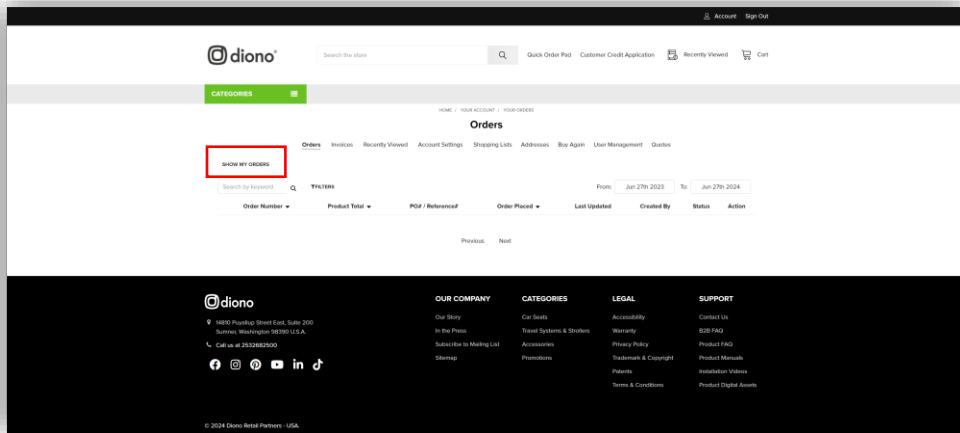 Account Sign Out
diono
Search the store
Quick Order Pad Customer Credit Application Recently Viewed Cart
CATEGORIES
HOME / YOUR ACCOUNT / YOUR ORDERS
Orders
Orders Invoices Recently Viewed Account Settings Shopping Lists Addresses Buy Again User Management Quotes
SHOW MY ORDERS
Search by keyword FILTERS From: Jun 27th 2023 To: Jun 27th 2024
Order Number Product Total PO# / Reference# Order Placed Last Updated Created By Status Action
Previous Next
diono
14810 Puyallup Street East, Suite 200
Sumner, Washington 98390 U.S.A.
Call us at 2532682500
OUR COMPANY
Our Story
In the Press
Subscribe to Mailing List
Sitemap
CATEGORIES
Car Seats
Travel Systems & Strollers
Accessories
Promotions
LEGAL
Accessibility
Warranty
Privacy Policy
Trademark & Copyright
Patents
Terms & Conditions
SUPPORT
Contact Us
B2B FAQ
Product FAQ
Product Manuals
Installation Videos
Product Digital Assets
© 2024 Diono Retail Partners - USA.